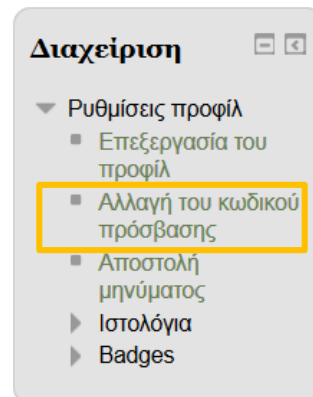 Διαχείριση
Ρυθμίσεις προφίλ
Επεξεργασία του
προφίλ
Αλλαγή του κωδικού
πρόσβασης
Αποστολή
μηνύματος
Ιστολόγια
Badges